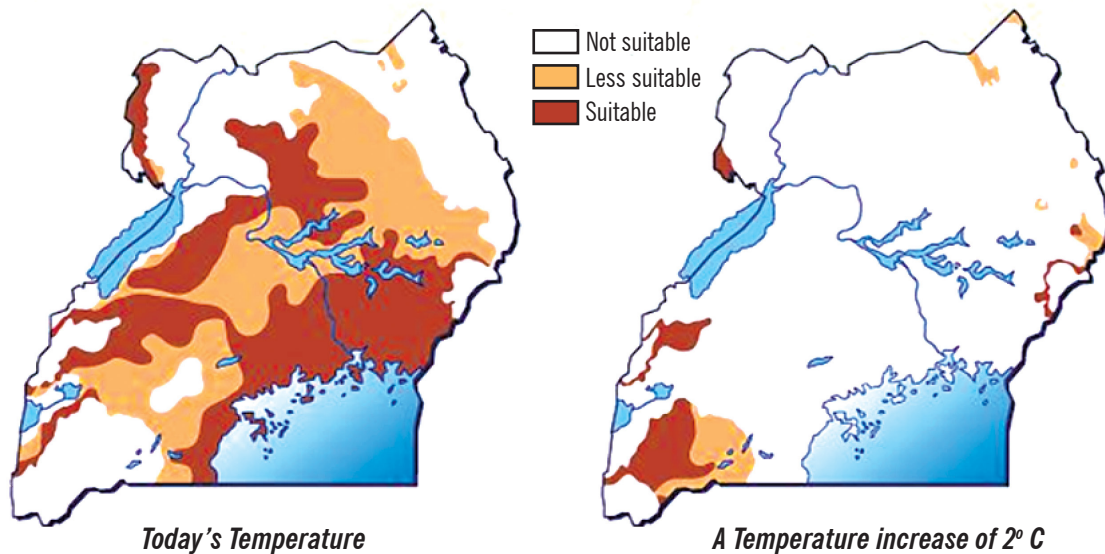 Not suitable
Less suitable
Suitable
Today's Temperature
A Temperature increase of 2º C